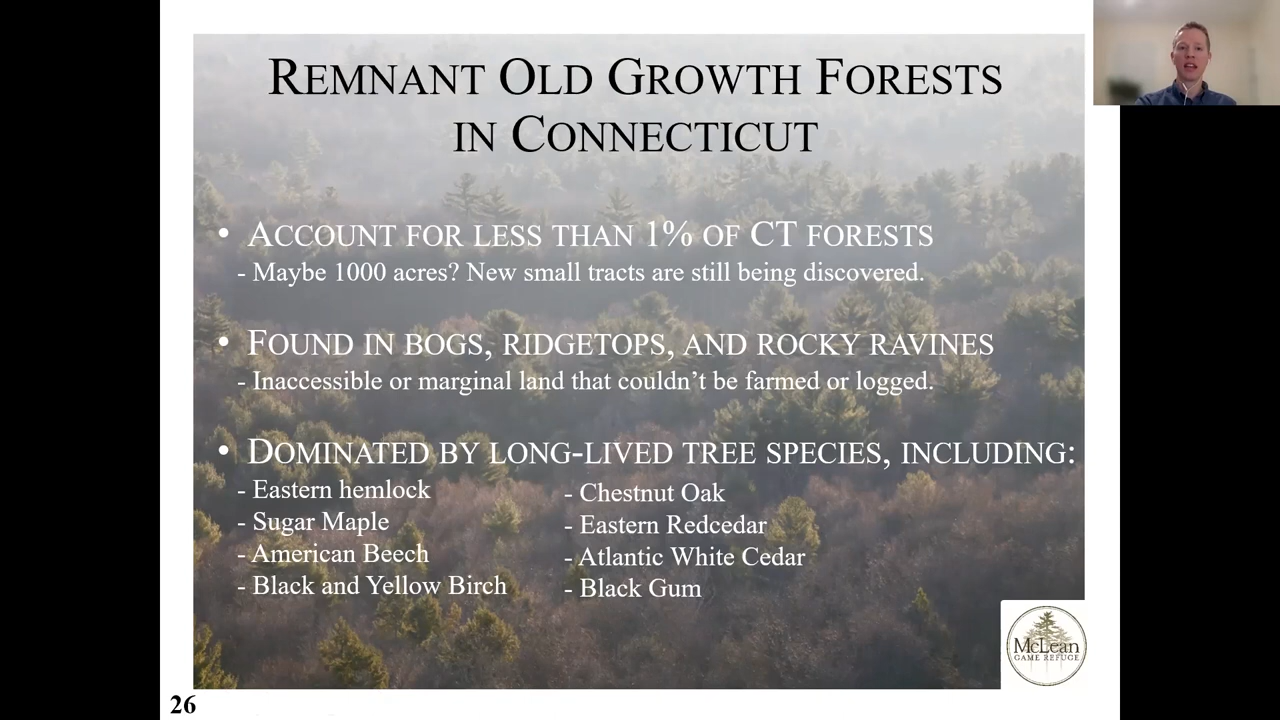 REMNANT OLD GROWTH FORESTS
IN CONNECTICUT
• ACCOUNT FOR LESS THAN 1% OF CT FORESTS
- Maybe 1000 acres? New small tracts are still being discovered.
• FOUND IN BOGS, RIDGETOPS, AND ROCKY RAVINES
- Inaccessible or marginal land that couldn't be farmed or logged.
• DOMINATED BY LONG-LIVED TREE SPECIES, INCLUDING:
- Eastern hemlock
- Sugar Maple
- American Beech
- Black and Yellow Birch
- Chestnut Oak
- Eastern Redcedar
- Atlantic White Cedar
- Black Gum
McLean
GAME REFUGE
26